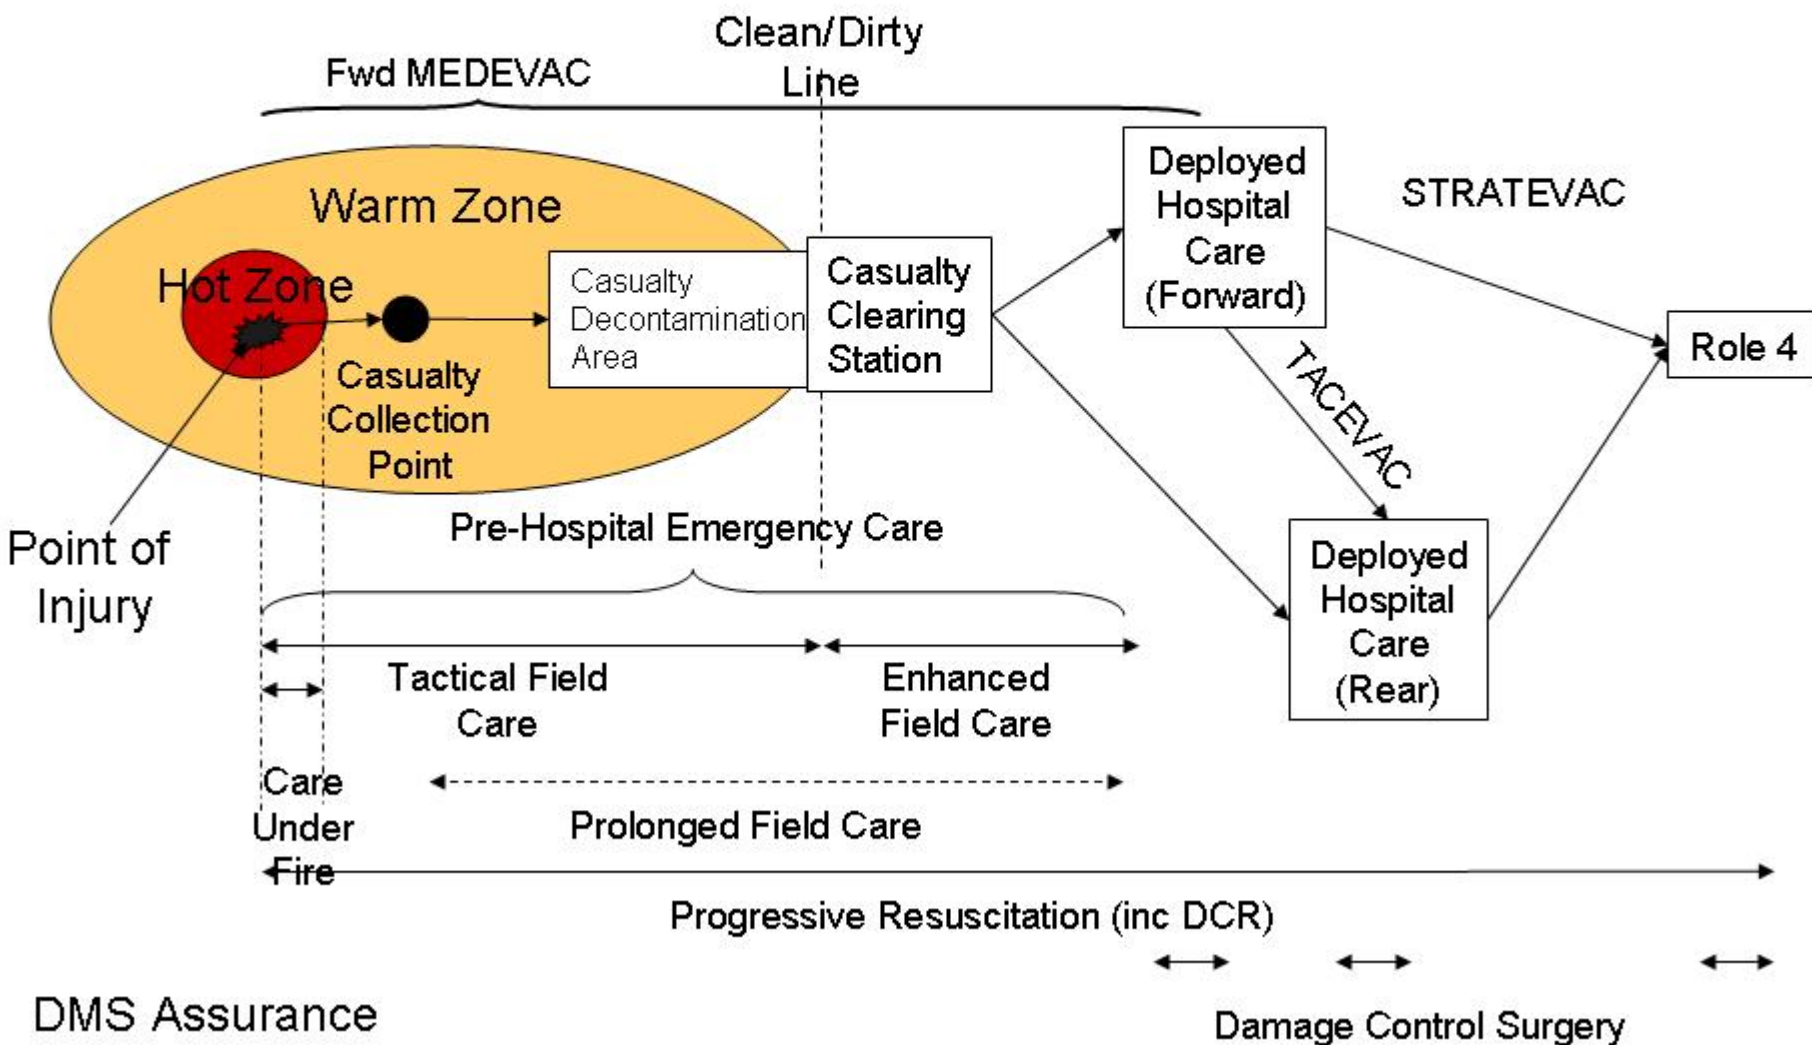 Clean/Dirty
Line
Fwd MEDEVAC
Warm Zone
Hot Zone
Casualty
Collection
Point
Casualty
Decontamination
Area
Casualty
Clearing
Station
Deployed
Hospital
Care
(Forward)
STRATEVAC
Role 4
TACEVAC
Deployed
Hospital
Care
(Rear)
Point of
Injury
Pre-Hospital Emergency Care
Tactical Field
Care
Enhanced
Field Care
Care
Under
Fire
Prolonged Field Care
Progressive Resuscitation (inc DCR)
Damage Control Surgery
DMS Assurance